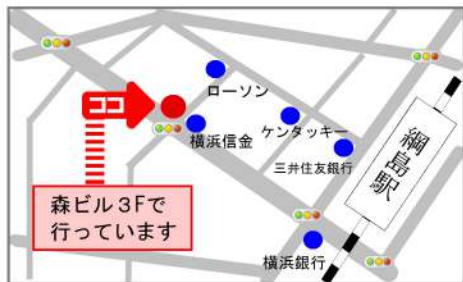 ローソン
ココ
横浜信金
ケンタッキー
三井住友銀行
綱島駅
森ビル3Fで
行っています
横浜銀行